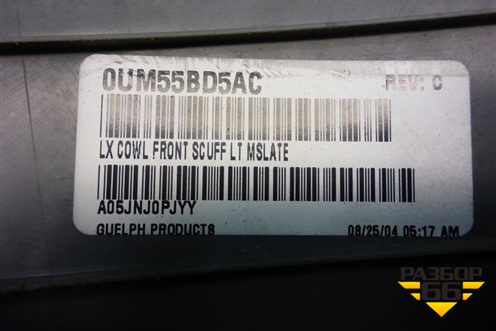 0UM55BD5AC REV: C
LX COWL FRONT SCUFF LT MSLATE
A05JNJ0PJYY
GUELPH PRODUCTS 08/25/04 05:17 AM
РАЗБОР
66